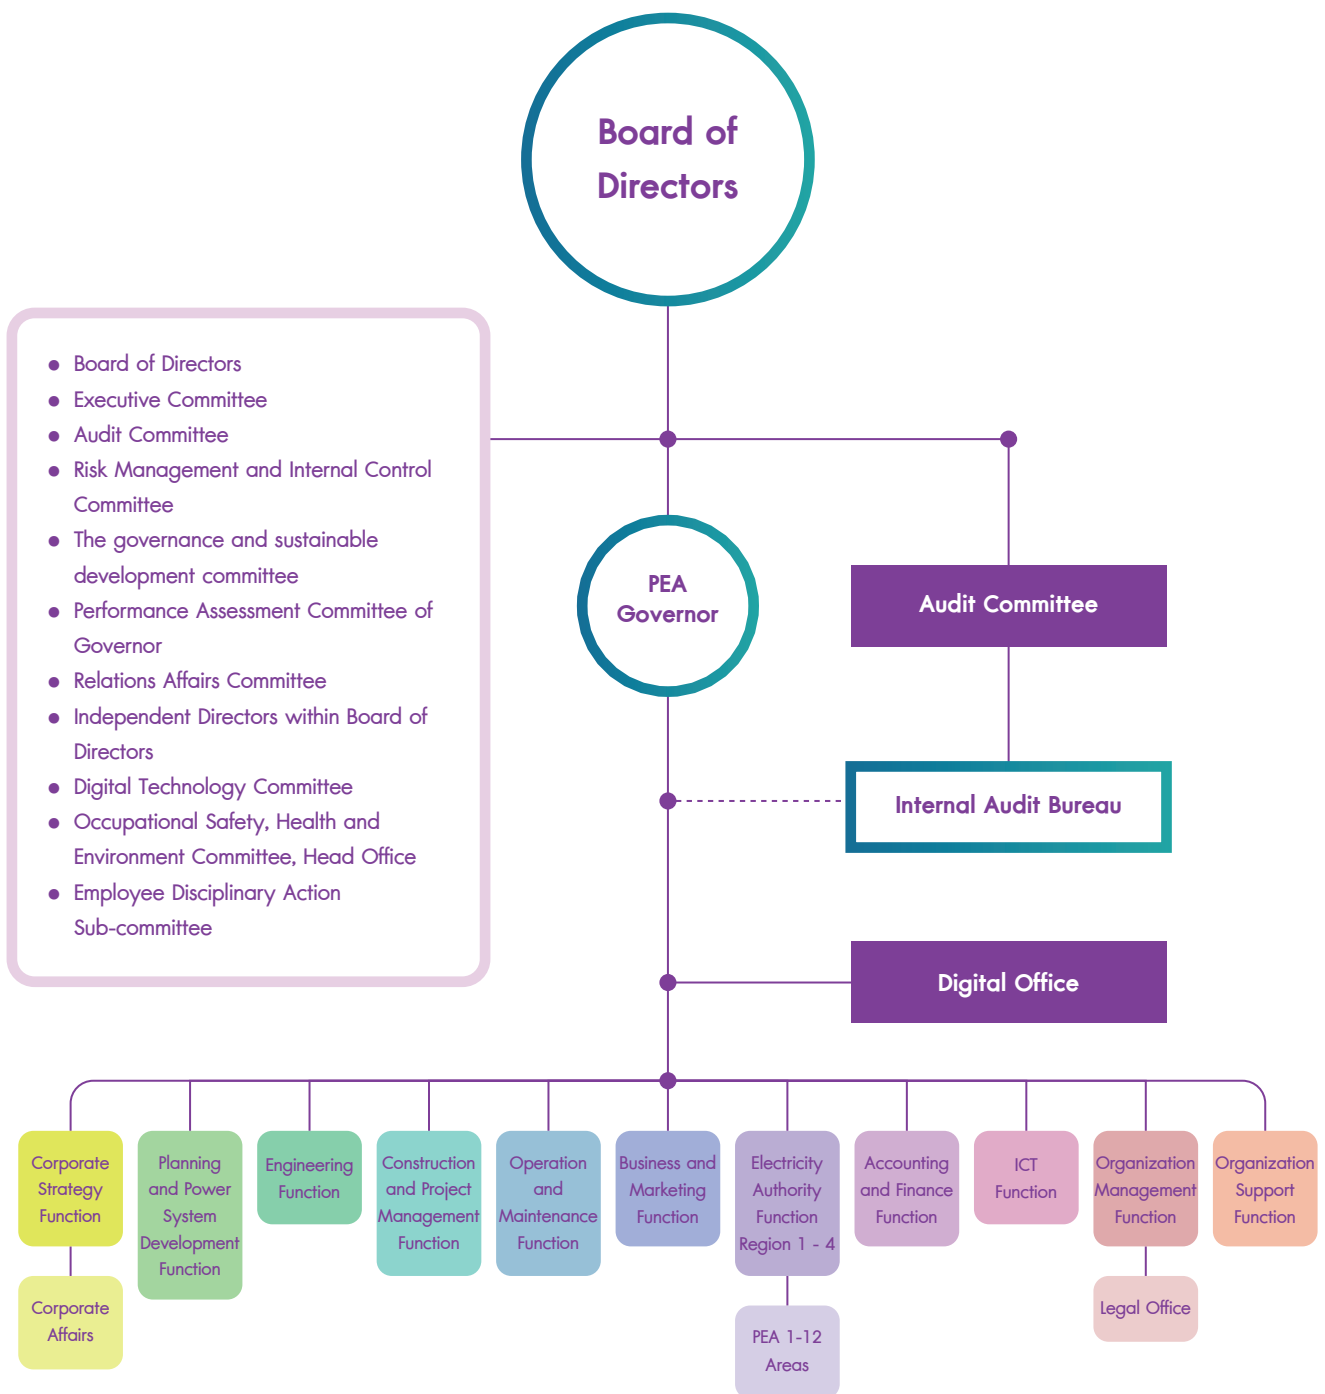 Board of
Directors
● Board of Directors
● Executive Committee
● Audit Committee
● Risk Management and Internal Control
Committee
● The governance and sustainable
development committee
● Performance Assessment Committee of
Governor
● Relations Affairs Committee
● Independent Directors within Board of
Directors
● Digital Technology Committee
● Occupational Safety, Health and
Environment Committee, Head Office
● Employee Disciplinary Action
Sub-committee
PEA
Governor
Audit Committee
Internal Audit Bureau
Digital Office
Corporate
Strategy
Function
Planning
and Power
System
Development
Function
Engineering
Function
Construction
and Project
Management
Function
Operation
and
Maintenance
Function
Business and
Marketing
Function
Electricity
Authority
Function
Region 1 - 4
Accounting
and Finance
Function
ICT
Function
Organization
Management
Function
Organization
Support
Function
Corporate
Affairs
PEA 1-12
Areas
Legal Office